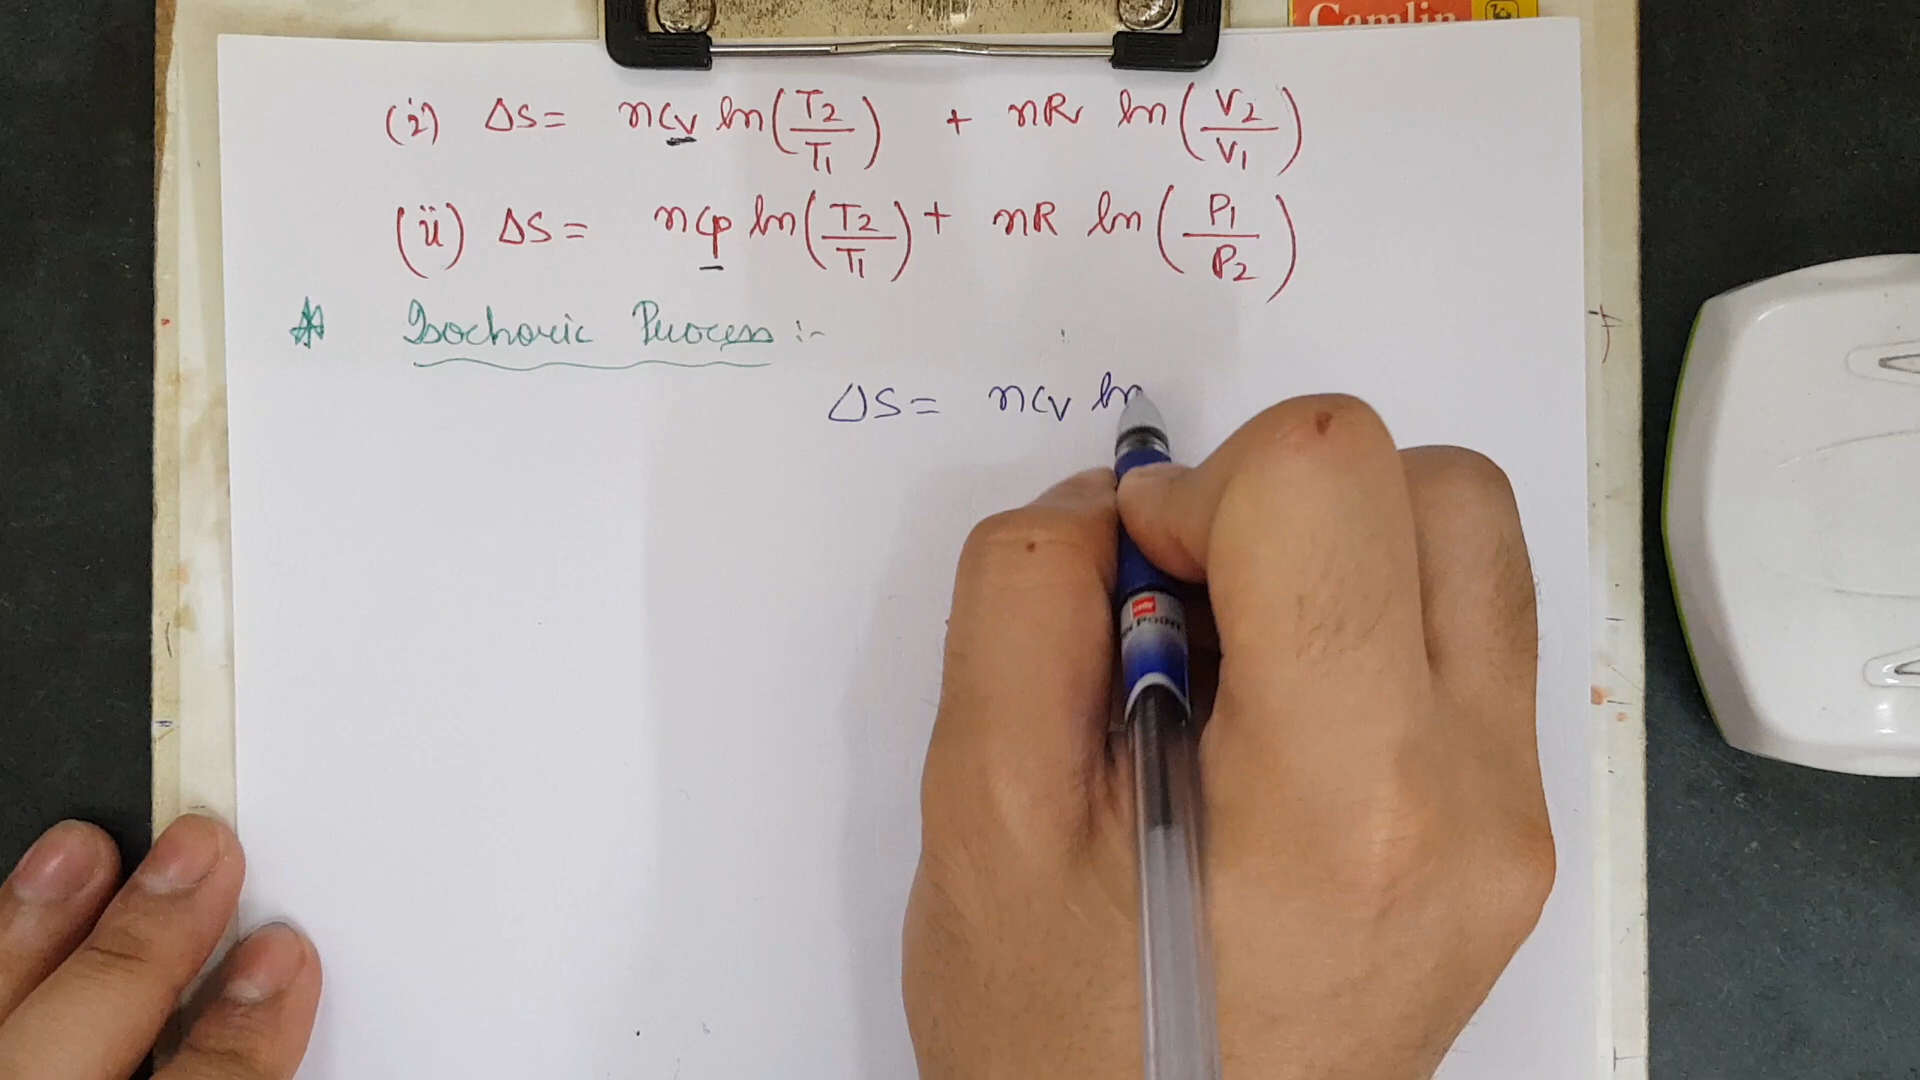 Camlin
(i) ΔS = nCv ln(T2/T1) + nR ln(V2/V1)
(ii) ΔS = nCp ln(T2/T1) + nR ln(P1/P2)
Isochoric Process :-
ΔS = nCv ln